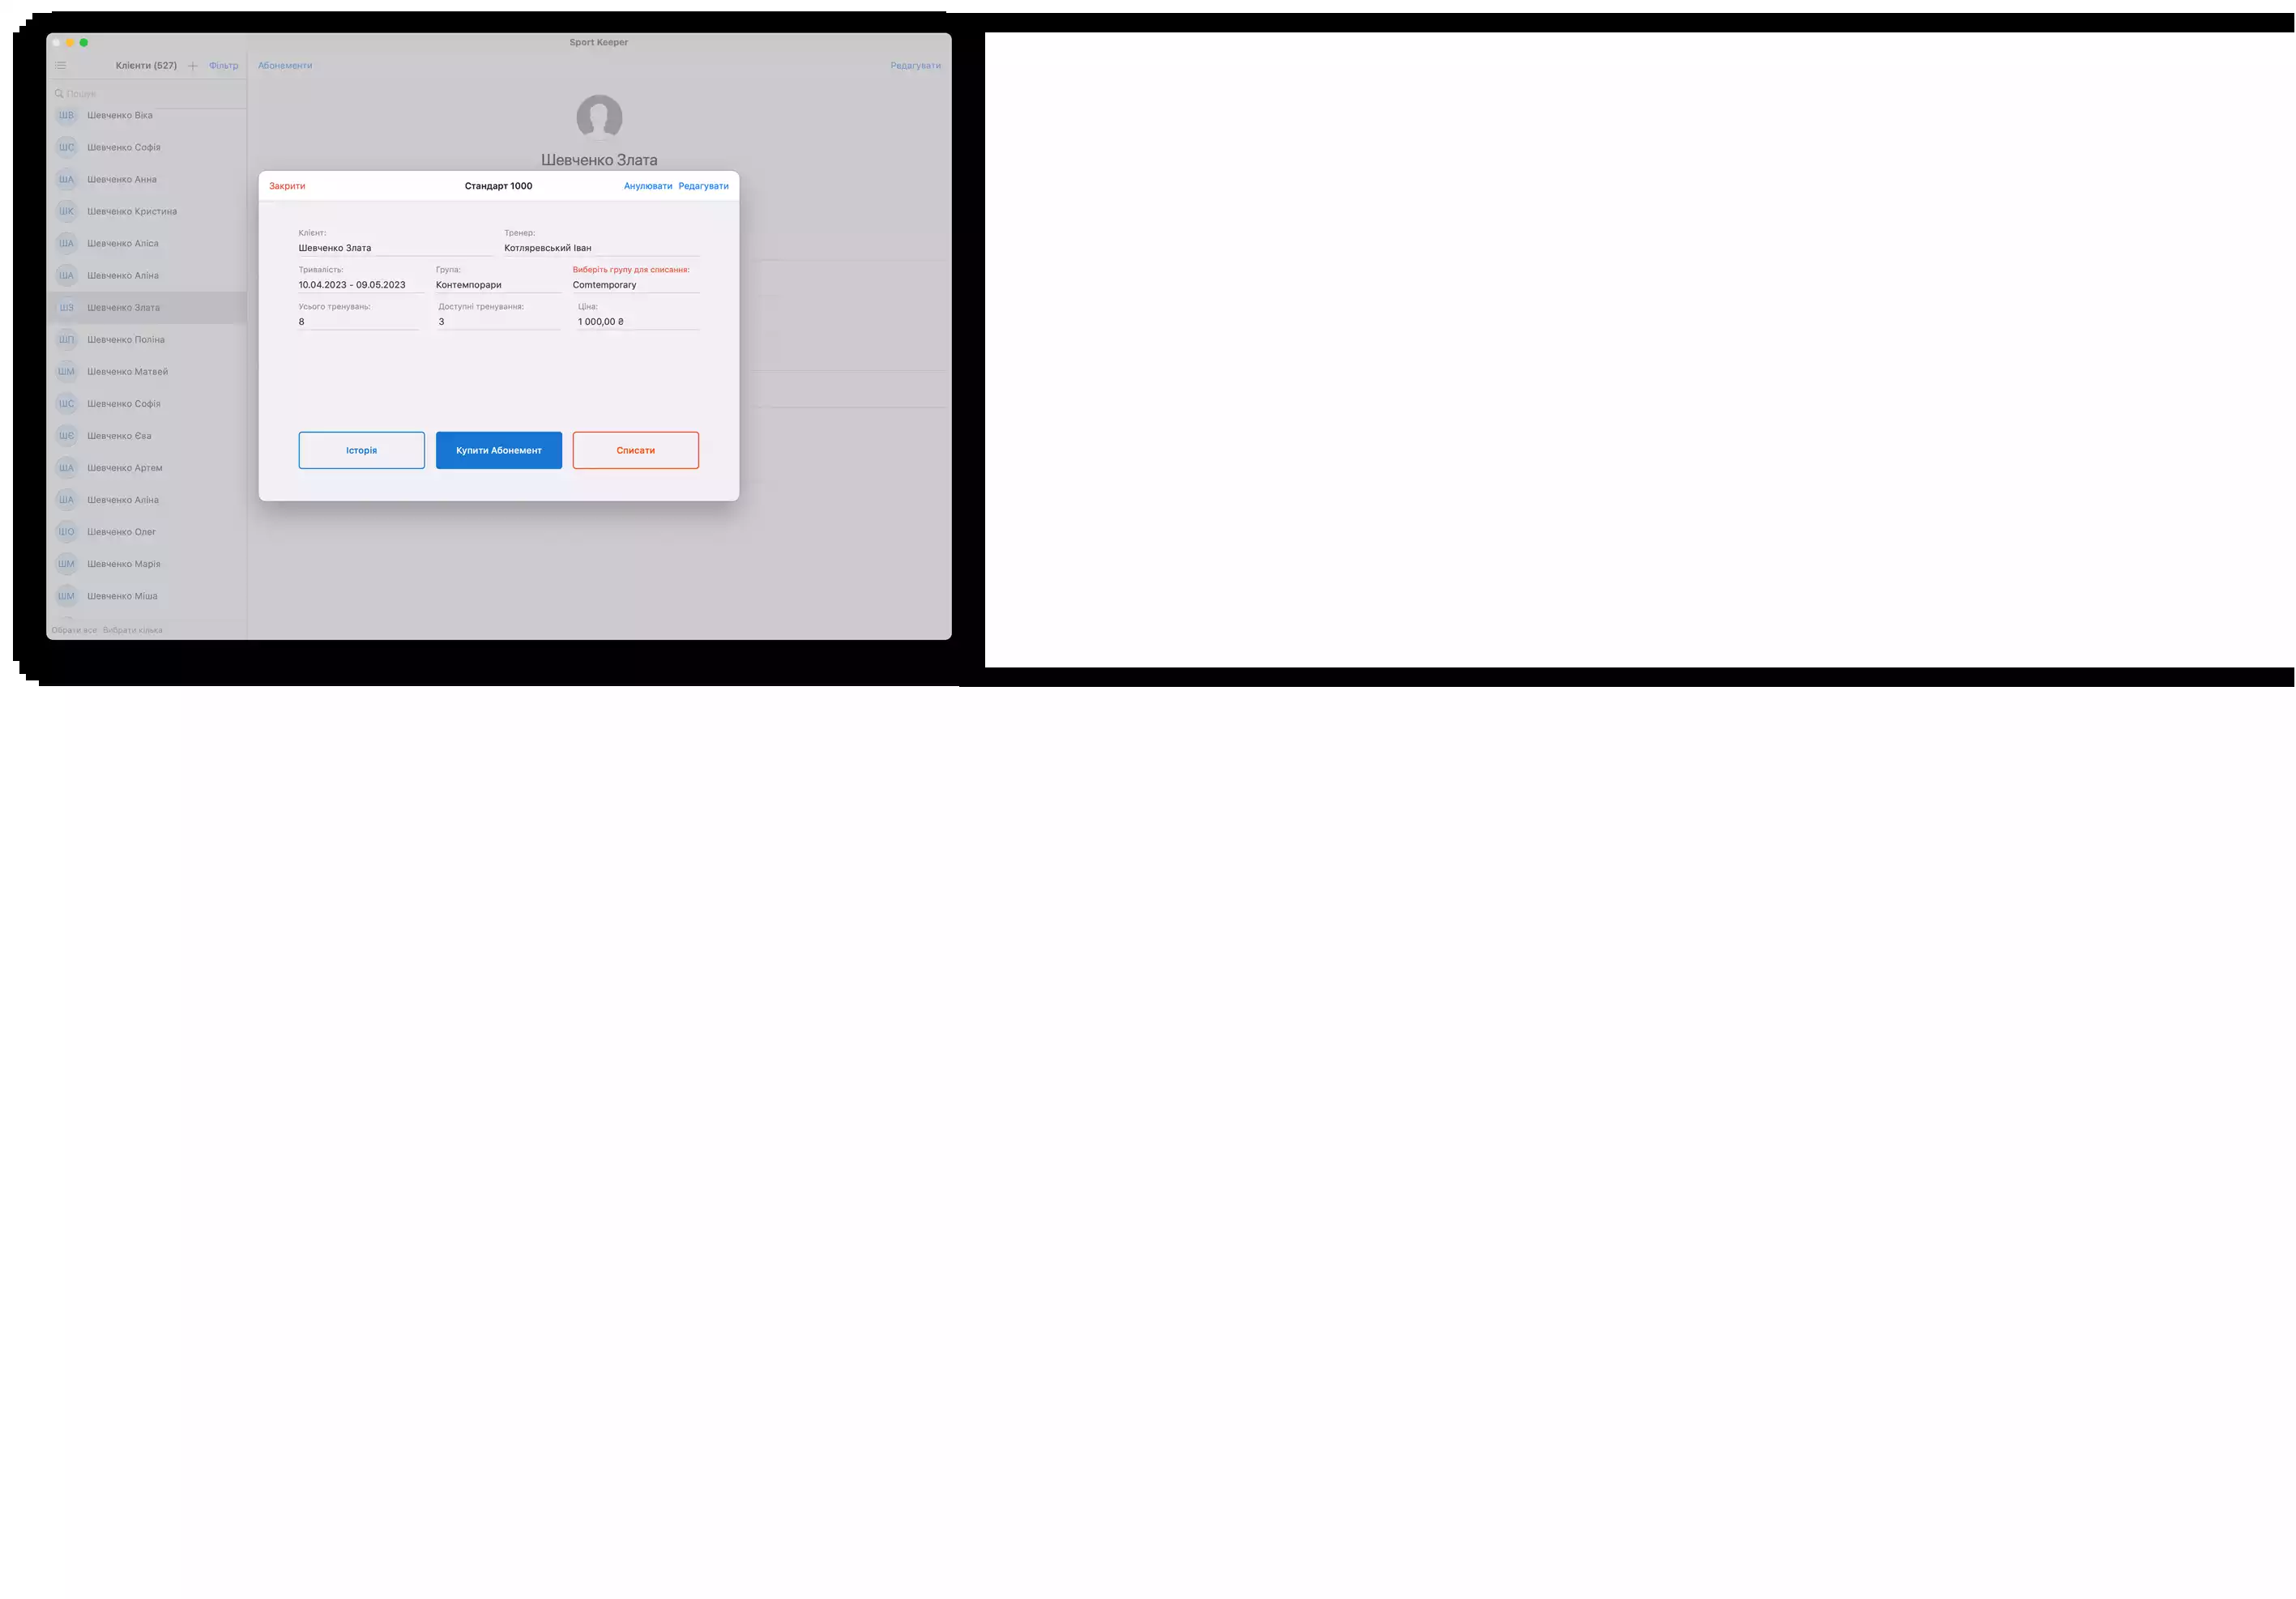 Sport Keeper
Клієнти (527)
Фільтр
Абонементи
Редагувати
Пошук
ШВ Шевченко Віка
ШС Шевченко Софія
ША Шевченко Анна
ШК Шевченко Кристина
ША Шевченко Аліса
ША Шевченко Аліна
ШЗ Шевченко Злата
ШП Шевченко Поліна
ШМ Шевченко Матвей
ШС Шевченко Софія
ШЄ Шевченко Єва
ША Шевченко Артем
ША Шевченко Аліна
ШО Шевченко Олег
ШМ Шевченко Марія
ШМ Шевченко Міша
Обрати все Вибрати кілька
Шевченко Злата
Закрити
Стандарт 1000
Анулювати Редагувати
Клієнт:
Шевченко Злата
Тренер:
Котляревський Іван
Тривалість:
10.04.2023 - 09.05.2023
Група:
Контемпорари
Виберіть групу для списання:
Comtemporary
Усього тренувань:
8
Доступні тренування:
3
Ціна:
1 000,00 ₴
Історія
Купити Абонемент
Списати